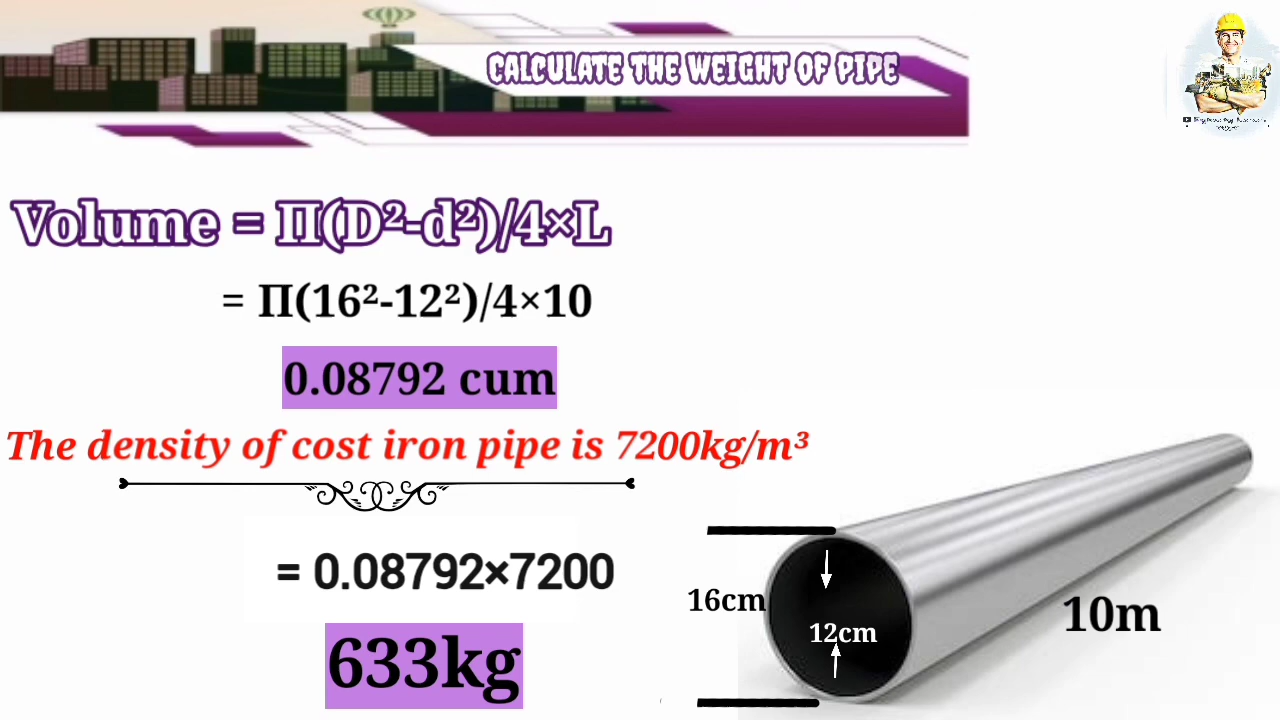 CALCULATE THE WEIGHT OF PIPE
Volume = Π(D²-d²)/4×L
= Π(16²-12²)/4×10
0.08792 cum
The density of cost iron pipe is 7200kg/m³
= 0.08792×7200
633kg
16cm
12cm
10m